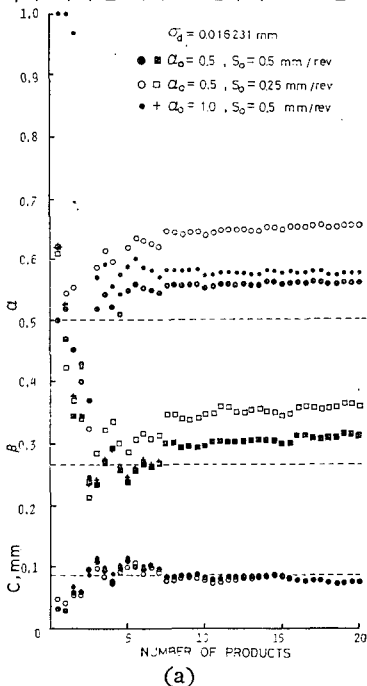 σd = 0.016231 mm
α₀ = 0.5 , S₀ = 0.5 mm/rev
α₀ = 0.5 , S₀ = 0.25 mm/rev
α₀ = 1.0 , S₀ = 0.5 mm/rev
1.0
0.9
0.8
0.7
0.6
0.5
0.4
0.3
0.2
0.1
0
α
β
C, mm
5
10
15
20
NUMBER OF PRODUCTS
(a)